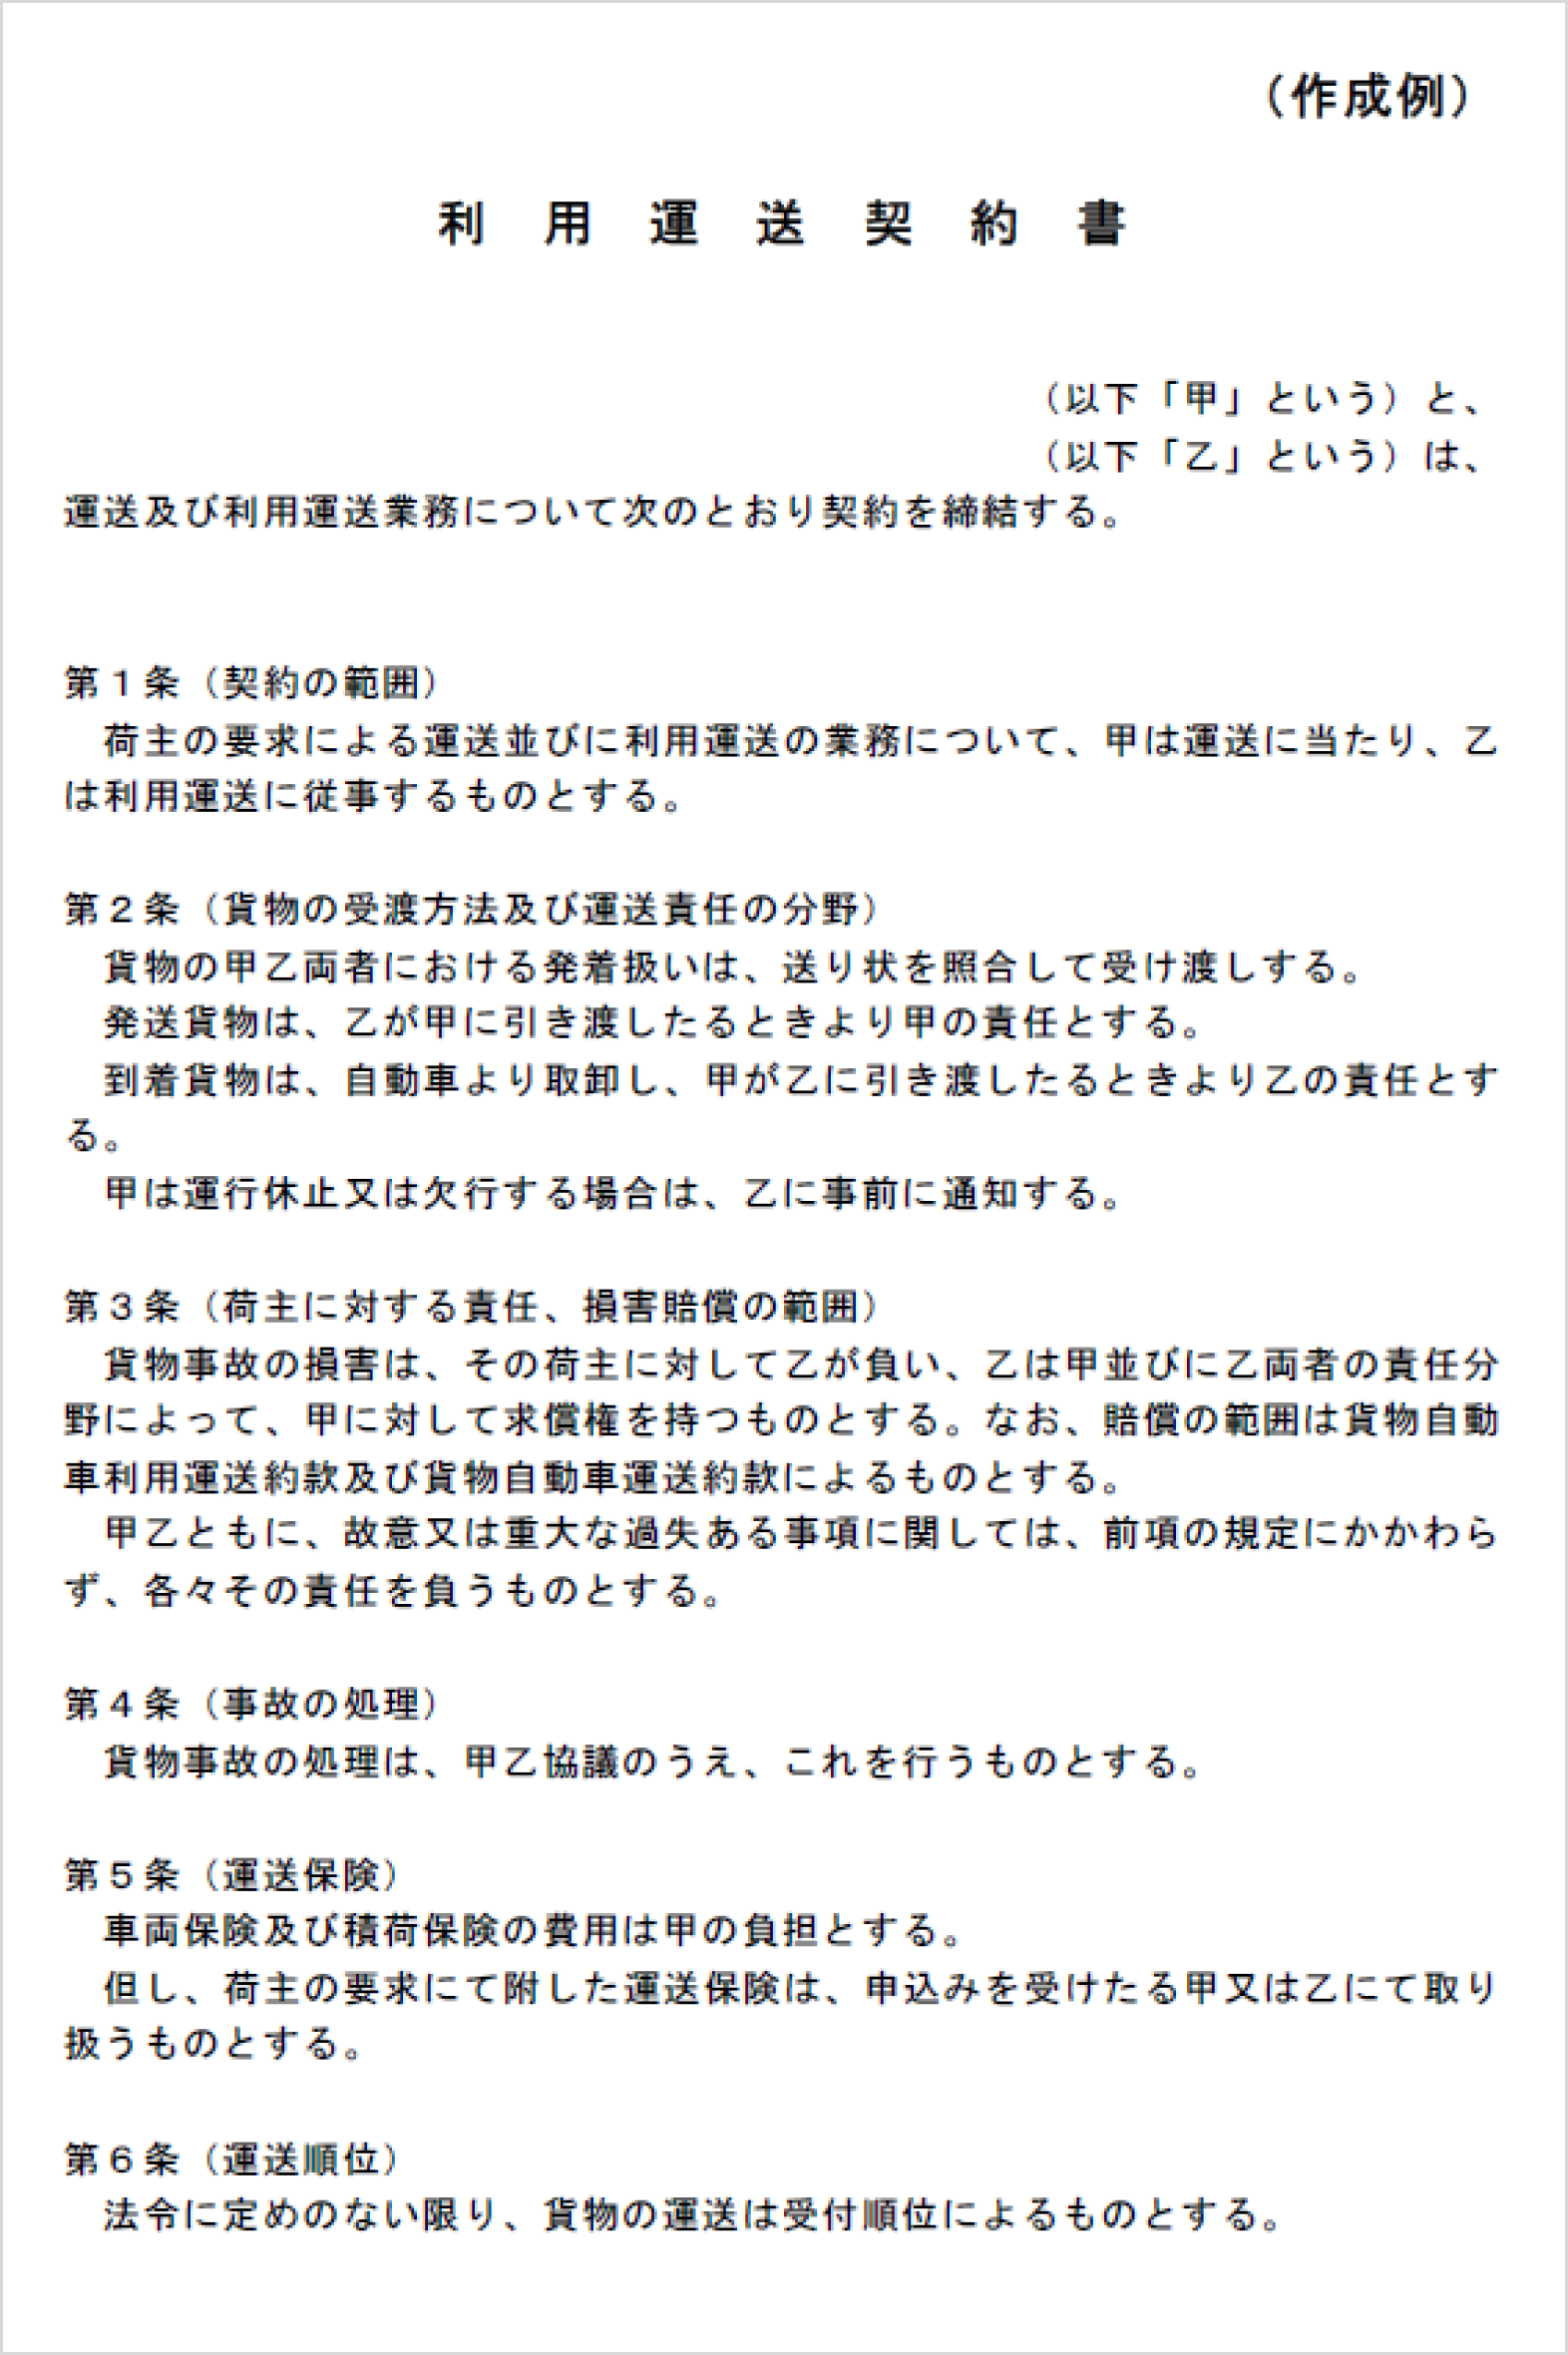 （作成例）
利　用　運　送　契　約　書
（以下「甲」という）と、
（以下「乙」という）は、
運送及び利用運送業務について次のとおり契約を締結する。
第１条（契約の範囲）
　荷主の要求による運送並びに利用運送の業務について、甲は運送に当たり、乙
は利用運送に従事するものとする。
第２条（貨物の受渡方法及び運送責任の分野）
　貨物の甲乙両者における発着扱いは、送り状を照合して受け渡しする。
　発送貨物は、乙が甲に引き渡したるときより甲の責任とする。
　到着貨物は、自動車より取卸し、甲が乙に引き渡したるときより乙の責任とす
る。
　甲は運行休止又は欠行する場合は、乙に事前に通知する。
第３条（荷主に対する責任、損害賠償の範囲）
　貨物事故の損害は、その荷主に対して乙が負い、乙は甲並びに乙両者の責任分
野によって、甲に対して求償権を持つものとする。なお、賠償の範囲は貨物自動
車利用運送約款及び貨物自動車運送約款によるものとする。
　甲乙ともに、故意又は重大な過失ある事項に関しては、前項の規定にかかわら
ず、各々その責任を負うものとする。
第４条（事故の処理）
　貨物事故の処理は、甲乙協議のうえ、これを行うものとする。
第５条（運送保険）
　車両保険及び積荷保険の費用は甲の負担とする。
　但し、荷主の要求にて附した運送保険は、申込みを受けたる甲又は乙にて取り
扱うものとする。
第６条（運送順位）
　法令に定めのない限り、貨物の運送は受付順位によるものとする。